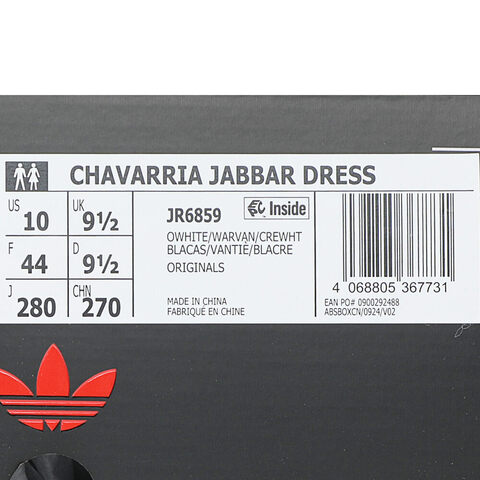 CHAVARRIA JABBAR DRESS
US 10
UK 9½
F 44
D 9½
J 280
CHN 270
JR6859
Inside
OWHITE/WARVAN/CREWHT
BLACAS/VANTIÉ/BLACRE
ORIGINALS
MADE IN CHINA
FABRIQUÉ EN CHINE
4 068805 367731
EAN PO# 0900292488
ABSBOXCN/0924/V02